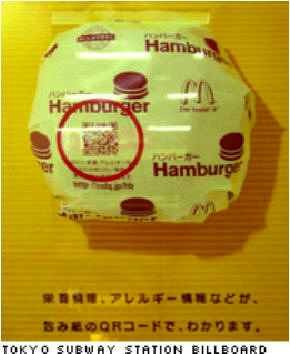 ハンバーガー
Hamburger
ハンバーガー
Hamburger
i'm lovin' it
ハンバーガー
Hamburger
栄養情報、アレルギー情報などが、
包み紙のQRコードで、わかります。
TOKYO SUBWAY STATION BILLBOARD